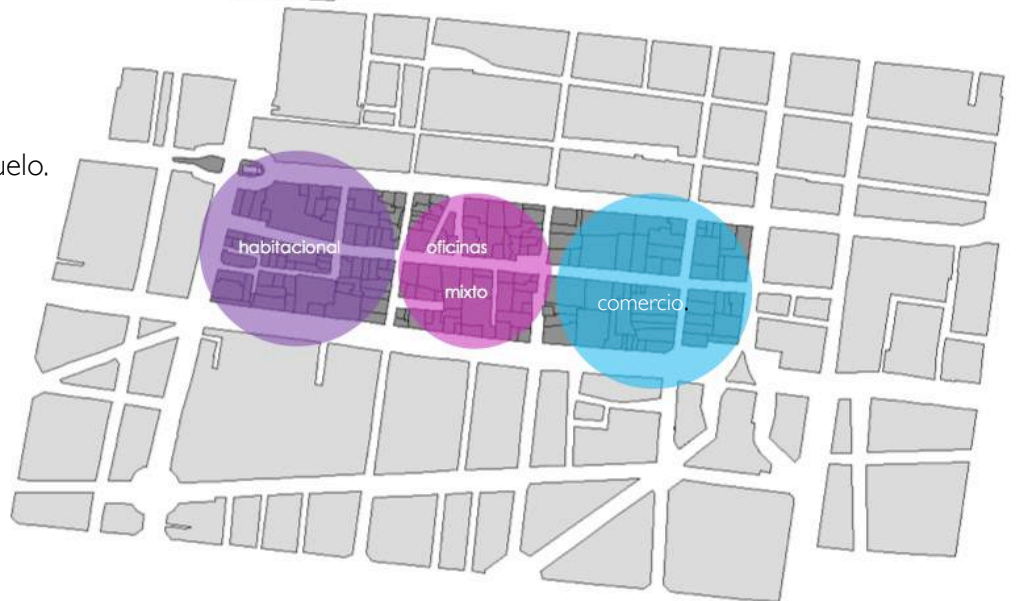 uelo.
habitacional
oficinas
mixto
comercio.